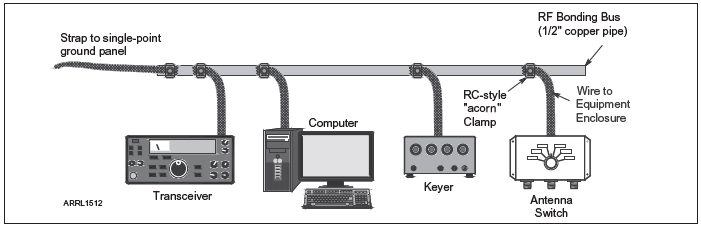 Strap to single-point
ground panel
RF Bonding Bus
(1/2" copper pipe)
RC-style
"acorn"
Clamp
Wire to
Equipment
Enclosure
Computer
Transceiver
Keyer
Antenna
Switch
ARRL1512